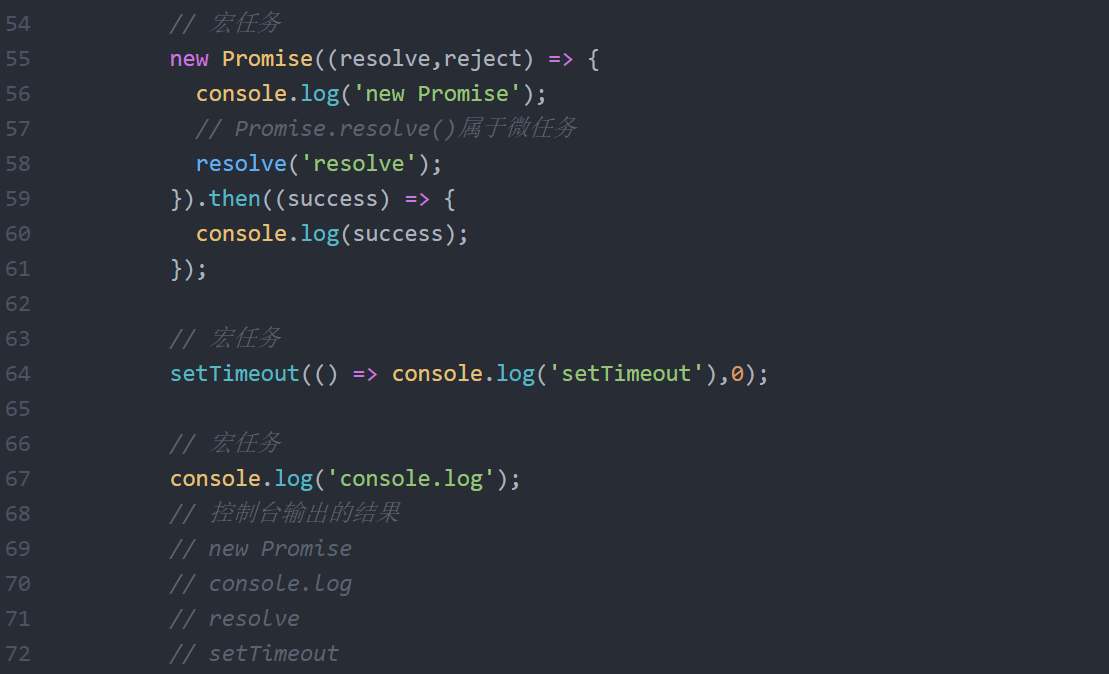 54 // 宏任务
55 new Promise((resolve,reject) => {
56 console.log('new Promise');
57 // Promise.resolve()属于微任务
58 resolve('resolve');
59 }).then((success) => {
60 console.log(success);
61 });
62
63 // 宏任务
64 setTimeout(() => console.log('setTimeout'),0);
65
66 // 宏任务
67 console.log('console.log');
68 // 控制台输出的结果
69 // new Promise
70 // console.log
71 // resolve
72 // setTimeout